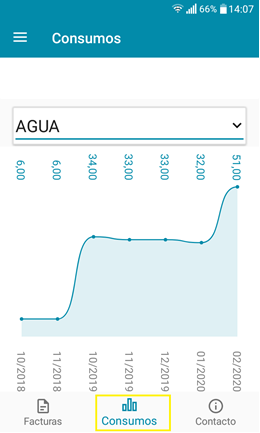 66% 14:07
Consumos
AGUA
6,00 6,00 34,00 33,00 33,00 32,00 51,00
10/2018 11/2018 10/2019 11/2019 12/2019 01/2020 02/2020
Facturas Consumos Contacto